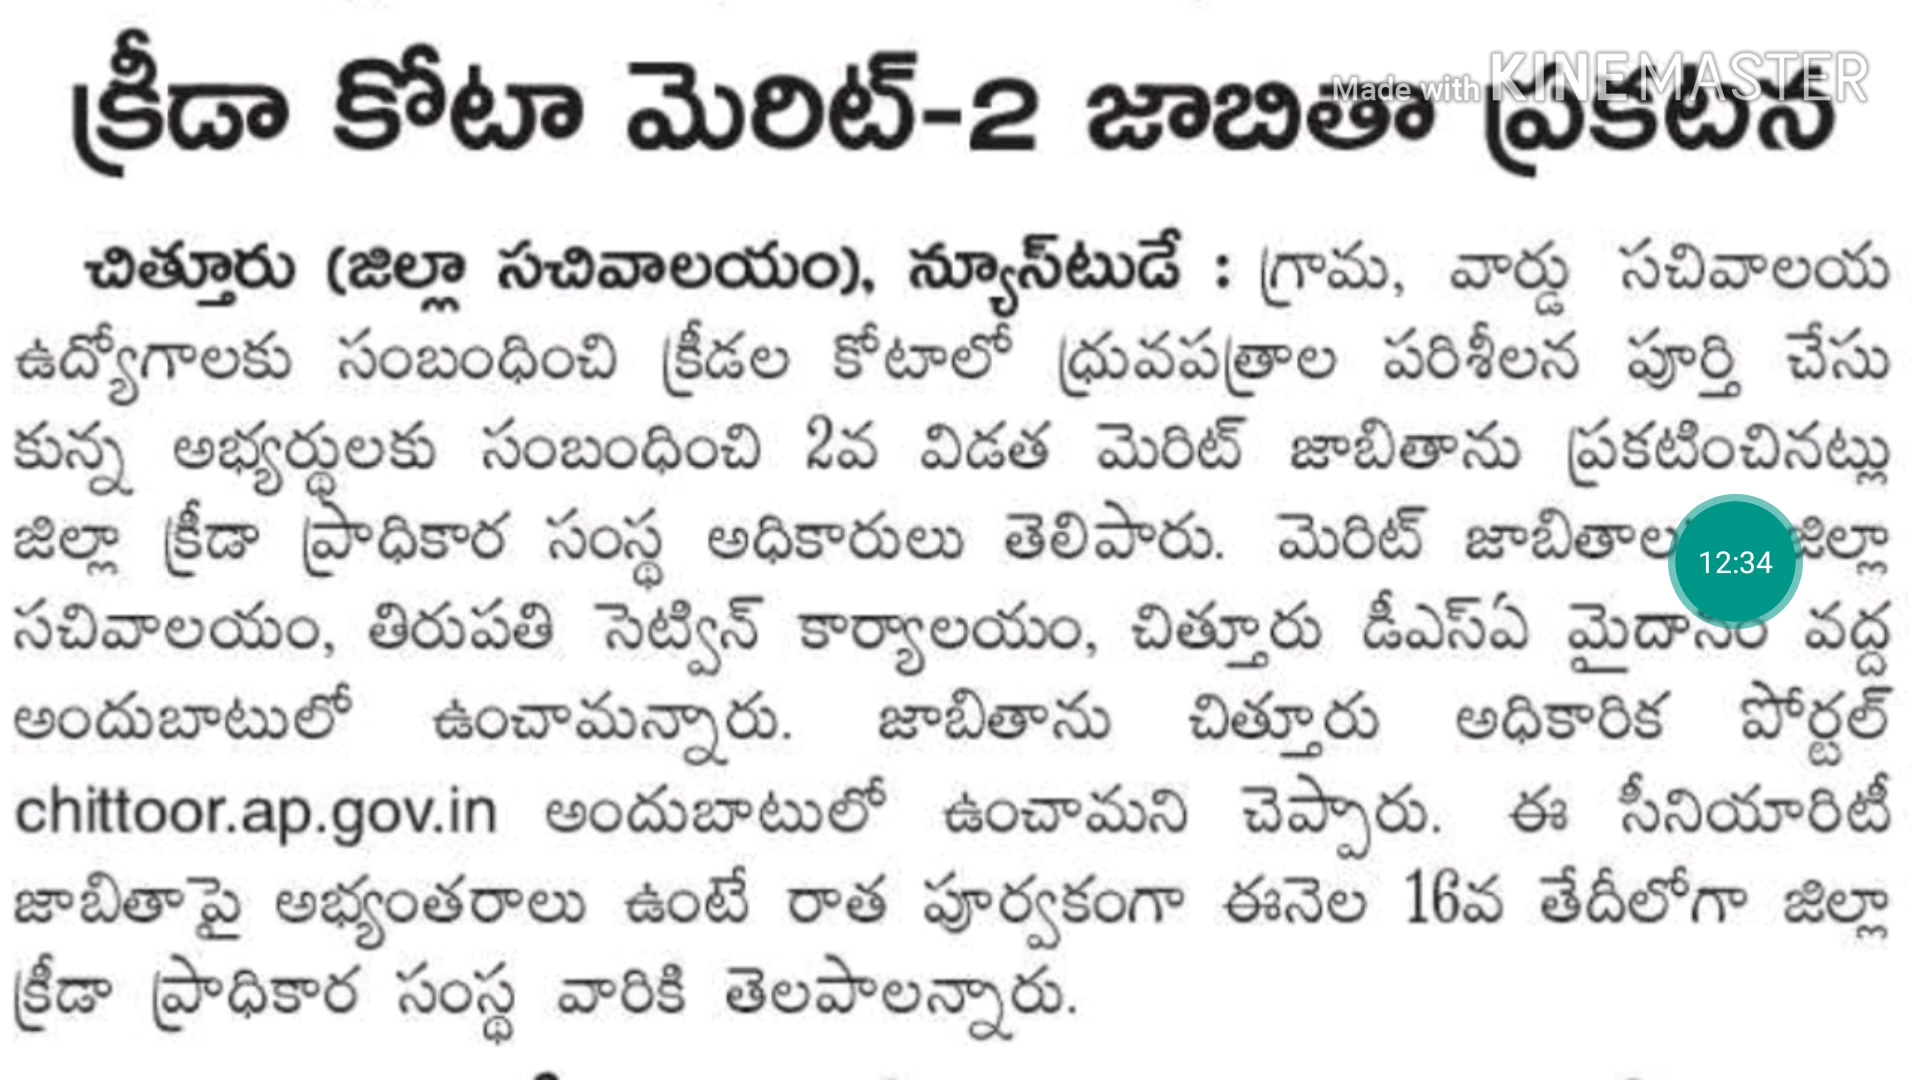 క్రీడా కోటా మెరిట్-2 జాబితా ప్రకటన
Made with KINEMASTER
చిత్తూరు (జిల్లా సచివాలయం), న్యూస్‌టుడే : గ్రామ, వార్డు సచివాలయ
ఉద్యోగాలకు సంబంధించి క్రీడల కోటాలో ధ్రువపత్రాల పరిశీలన పూర్తి చేసు
కున్న అభ్యర్థులకు సంబంధించి 2వ విడత మెరిట్ జాబితాను ప్రకటించినట్లు
జిల్లా క్రీడా ప్రాధికార సంస్థ అధికారులు తెలిపారు. మెరిట్ జిల్లా
12:34
సచివాలయం, తిరుపతి సెట్విన్ కార్యాలయం, చిత్తూరు డీఎస్ఏ మైదానం వద్ద
అందుబాటులో ఉంచామన్నారు. జాబితాను చిత్తూరు అధికారిక పోర్టల్
chittoor.ap.gov.in అందుబాటులో ఉంచామని చెప్పారు. ఈ సీనియారిటీ
జాబితాపై అభ్యంతరాలు ఉంటే రాత పూర్వకంగా ఈనెల 16వ తేదీలోగా జిల్లా
క్రీడా ప్రాధికార సంస్థ వారికి తెలపాలన్నారు.